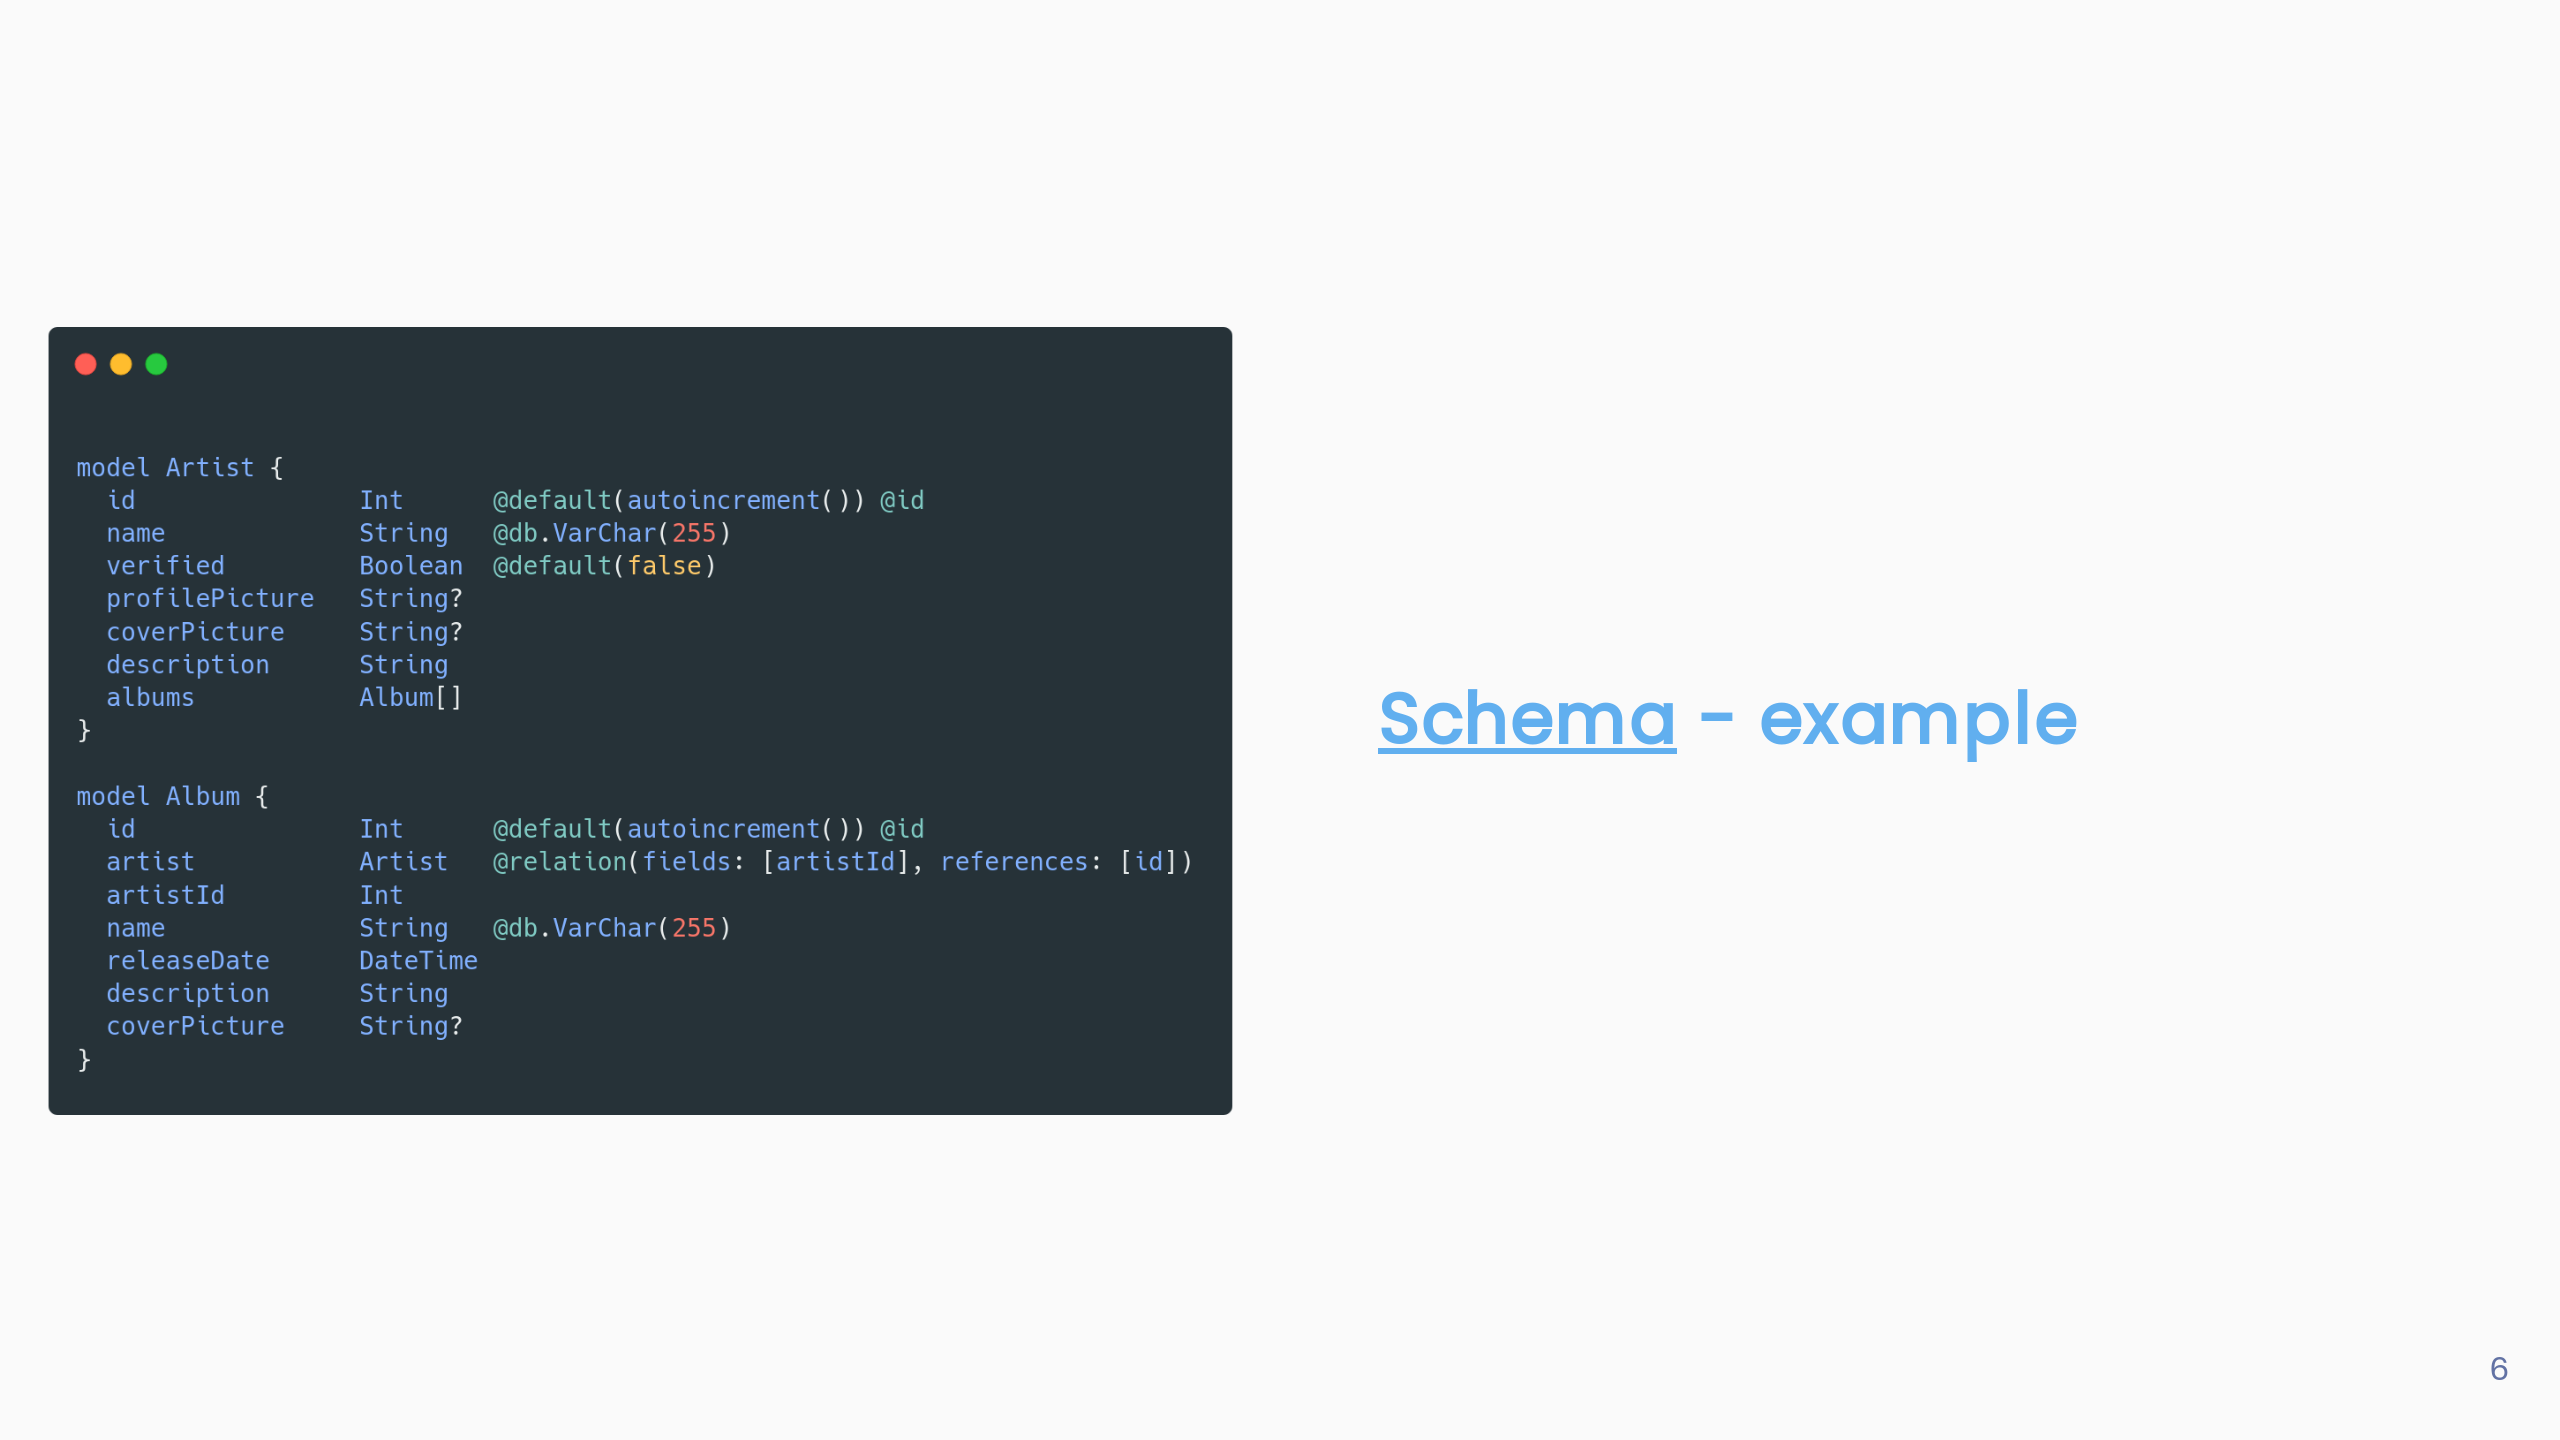 model Artist {
  id               Int      @default(autoincrement()) @id
  name             String   @db.VarChar(255)
  verified         Boolean  @default(false)
  profilePicture   String?
  coverPicture     String?
  description      String
  albums           Album[]
}

model Album {
  id               Int      @default(autoincrement()) @id
  artist           Artist   @relation(fields: [artistId], references: [id])
  artistId         Int
  name             String   @db.VarChar(255)
  releaseDate      DateTime
  description      String
  coverPicture     String?
}
Schema - example
6